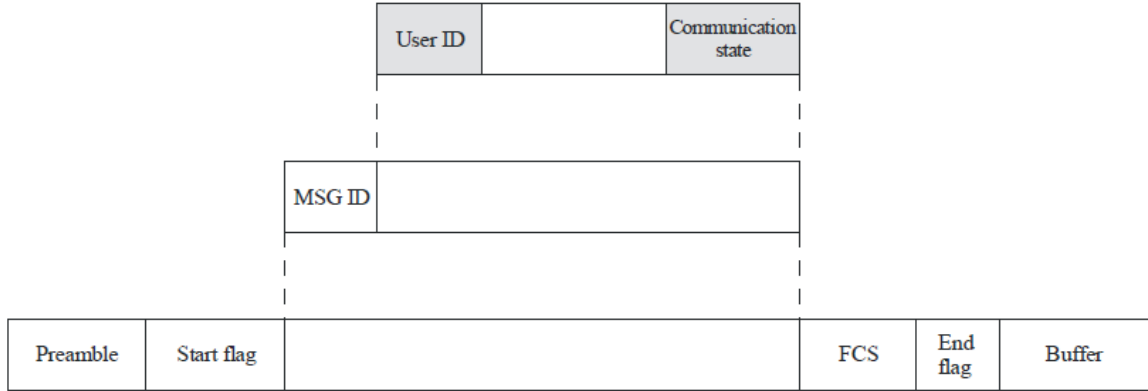 User ID
Communication
state
MSG ID
Preamble
Start flag
FCS
End
flag
Buffer